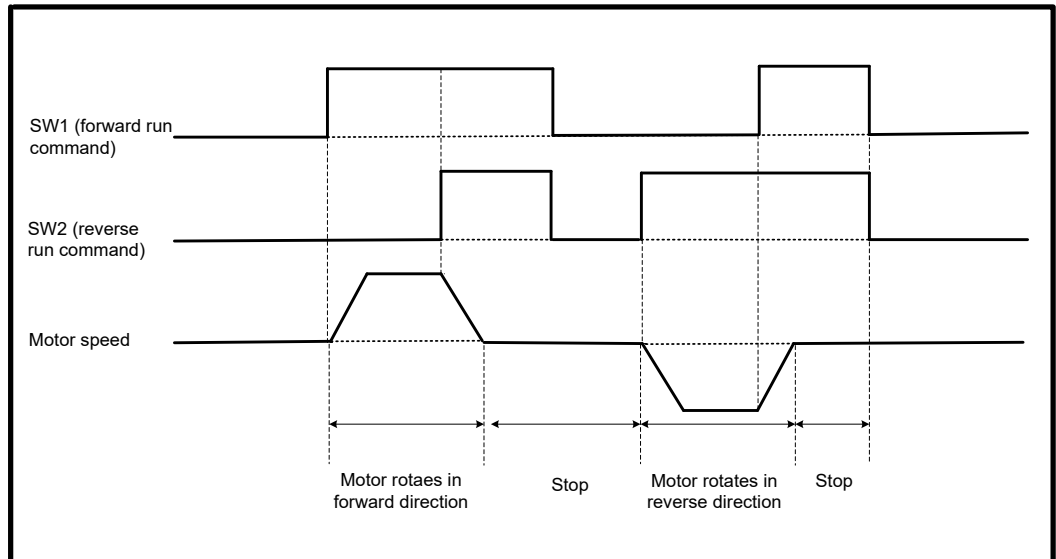 SW1 (forward run
command)
SW2 (reverse
run command)
Motor speed
Motor rotaes in
forward direction
Stop
Motor rotates in
reverse direction
Stop